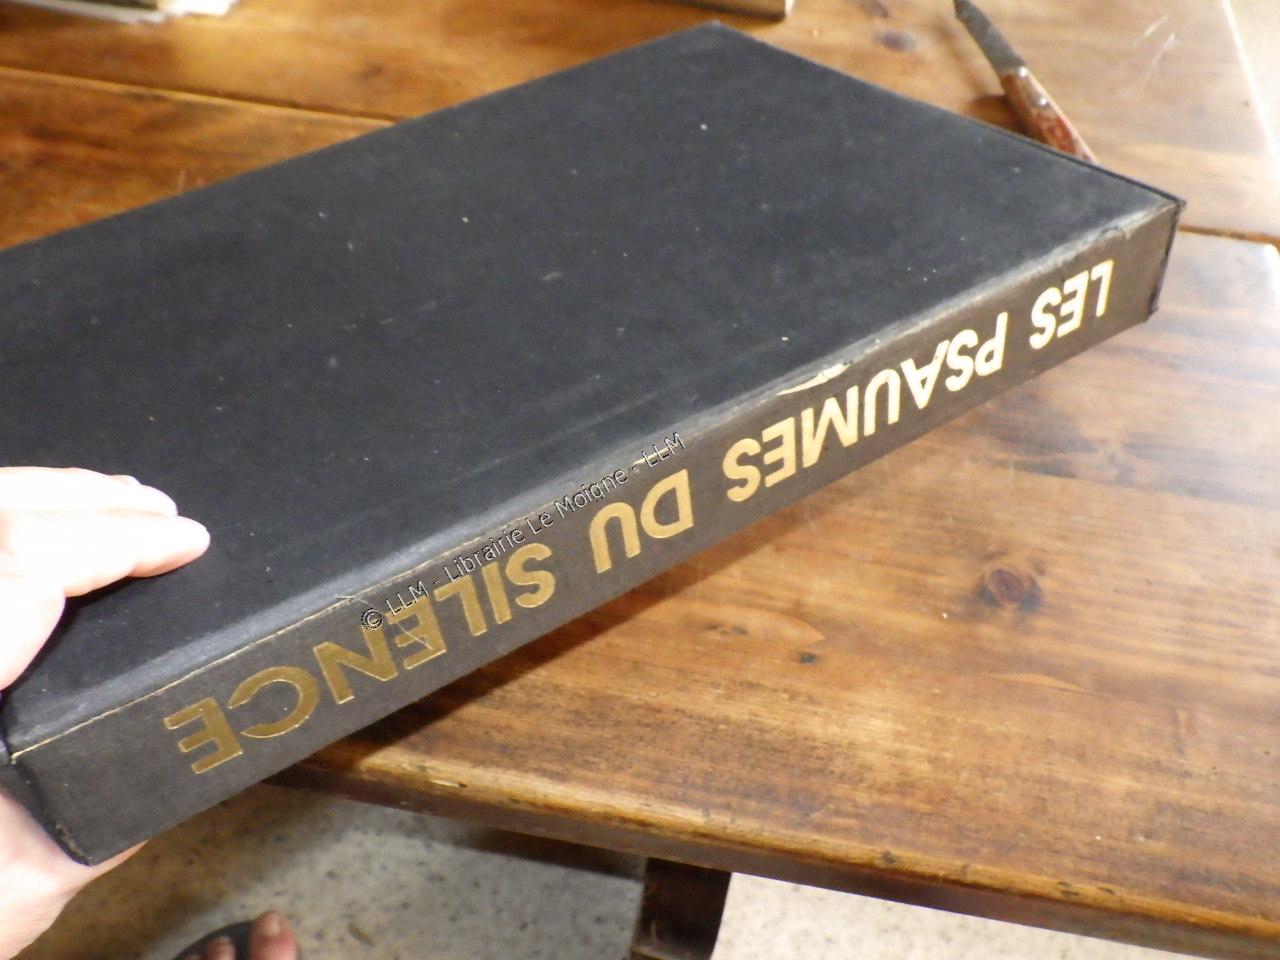 LES PSAUMES DU SILENCE
© LLM - Librairie Le Moigne - LLM